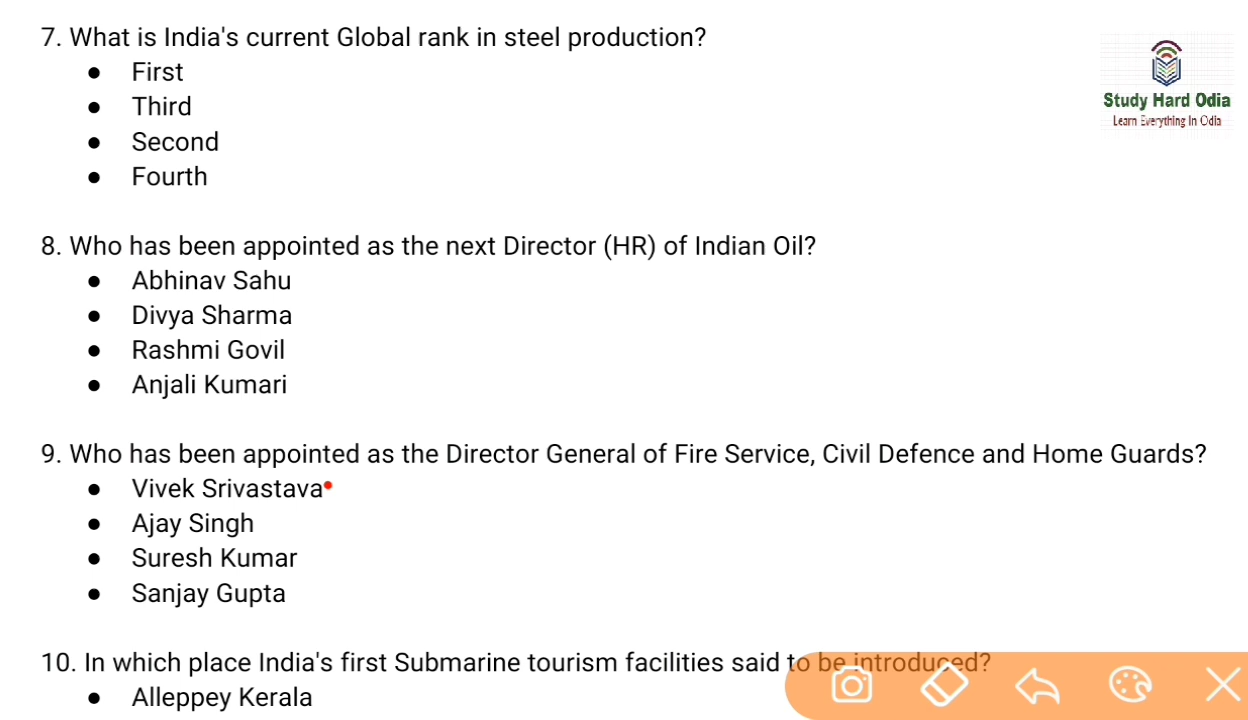 7. What is India's current Global rank in steel production?
● First
● Third
● Second
● Fourth
Study Hard Odia
Learn Everything In Odia
8. Who has been appointed as the next Director (HR) of Indian Oil?
● Abhinav Sahu
● Divya Sharma
● Rashmi Govil
● Anjali Kumari
9. Who has been appointed as the Director General of Fire Service, Civil Defence and Home Guards?
● Vivek Srivastava
● Ajay Singh
● Suresh Kumar
● Sanjay Gupta
10. In which place India's first Submarine tourism facilities said to be introduced?
● Alleppey Kerala